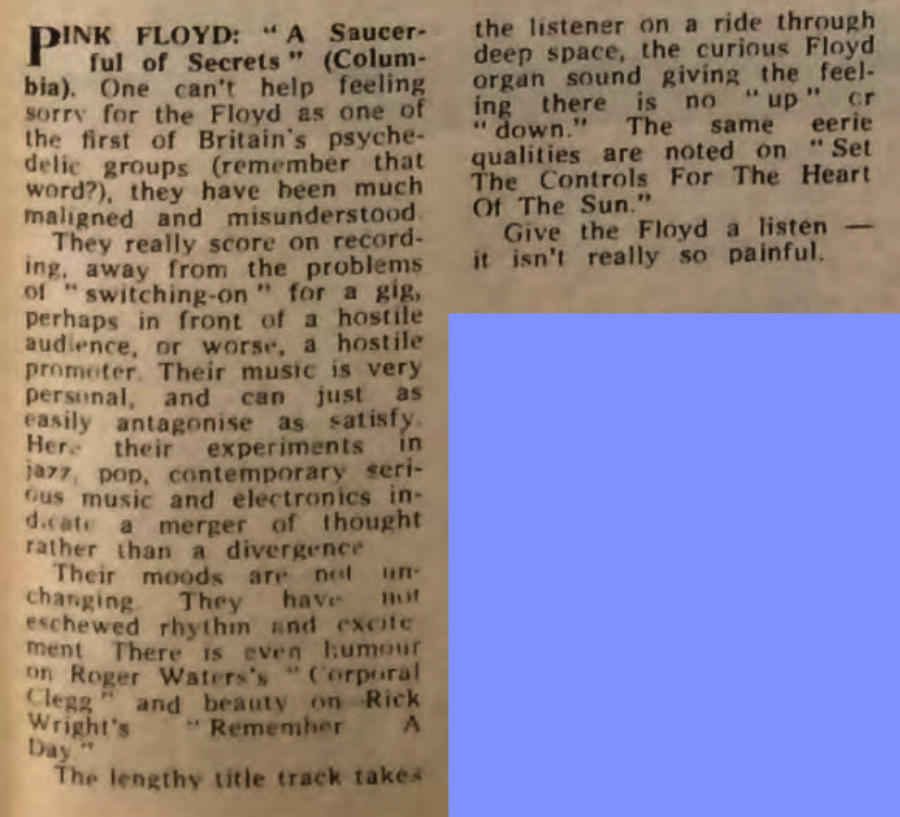 PINK FLOYD: "A Saucer-
ful of Secrets" (Colum-
bia). One can't help feeling
sorry for the Floyd as one of
the first of Britain's psyche-
delic groups (remember that
word?), they have been much
maligned and misunderstood.
They really score on record-
ing, away from the problems
of "switching-on" for a gig,
perhaps in front of a hostile
audience, or worse, a hostile
promoter. Their music is very
personal, and can just as
easily antagonise as satisfy.
Here their experiments in
jazz, pop, contemporary seri-
ous music and electronics in-
dicate a merger of thought
rather than a divergence
Their moods are not un-
changing. They have not
eschewed rhythm and excite
ment There is even humour
on Roger Waters's "Corporal
Clegg" and beauty on Rick
Wright's "Remember A
Day"
The lengthy title track takes
the listener on a ride through
deep space, the curious Floyd
organ sound giving the feel-
ing there is no "up" or
"down." The same eerie
qualities are noted on "Set
The Controls For The Heart
Of The Sun."
Give the Floyd a listen —
it isn't really so painful.